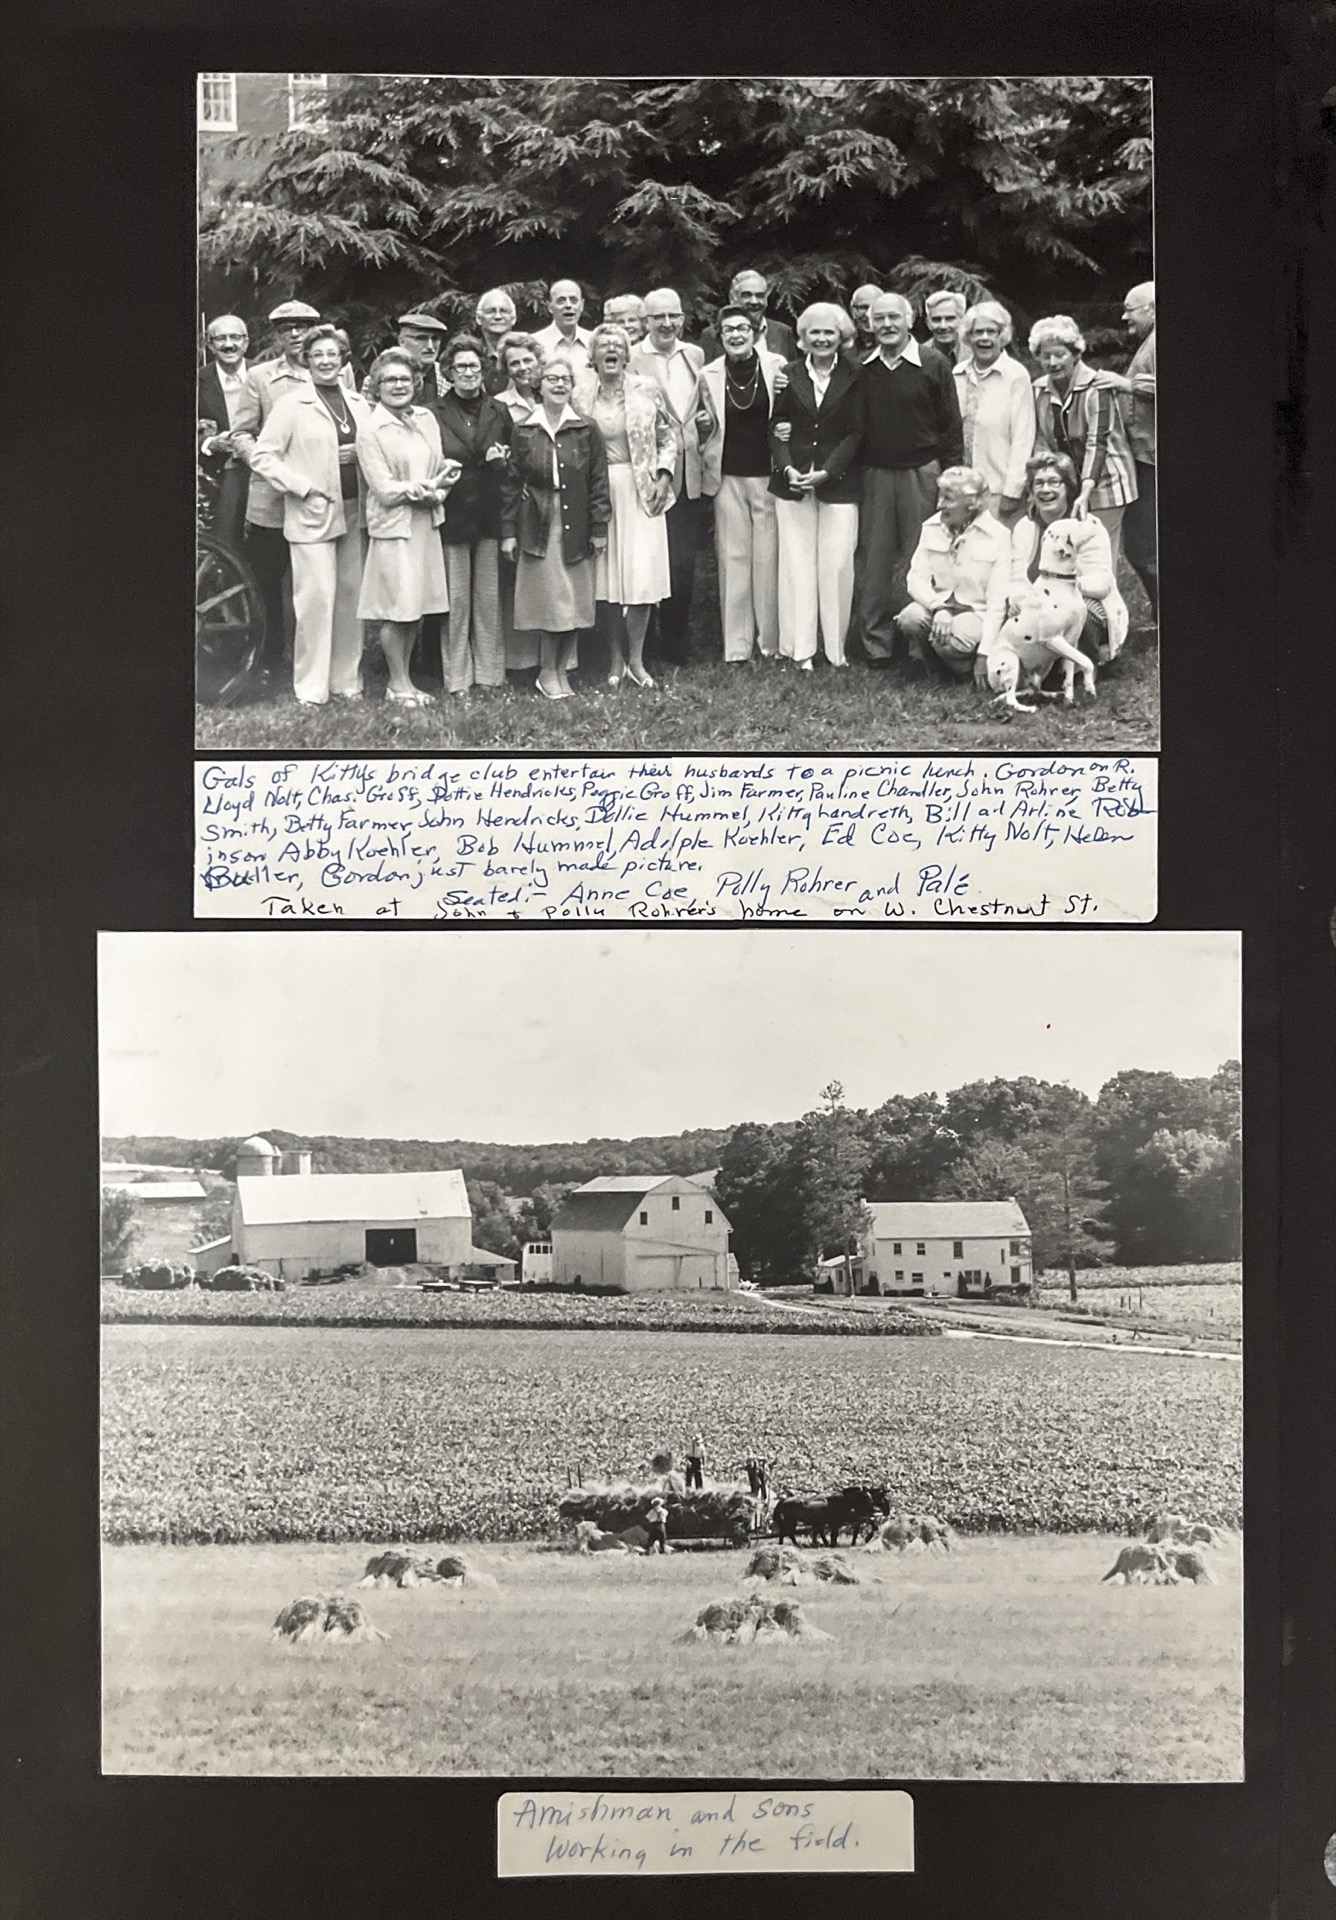 Gals of Kittys bridge club entertain their husbands to a picnic lunch. Gordon on R.
Lloyd Nolt, Chas. Groff, Dottie Hendricks, Peggie Groff, Jim Farmer, Pauline Chandler, John Rohrer, Betty
Smith, Betty Farmer, John Hendricks, Dollie Hummel, Kitty handreth, Bill ad Arline Rob-
inson, Abby Koehler, Bob Hummel, Adolple Koehler, Ed Coe, Kitty Nolt, Helen
Buller, Gordon, just barely made picture.
Seated:- Anne Coe, Polly Rohrer and Palé
Taken at John + Polly Rohrer's home on W. Chestnut St.
Amishman and Sons
Working in the field.